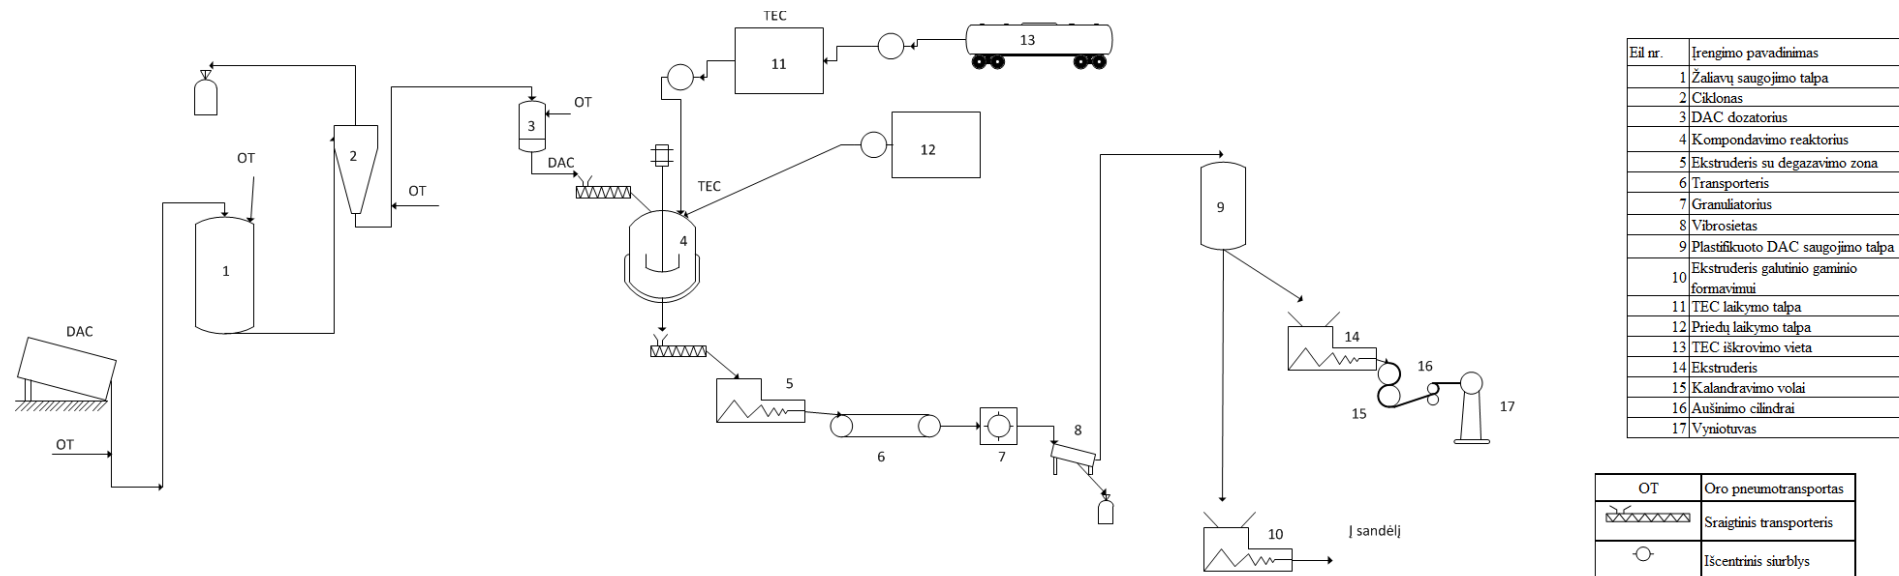 TEC
13
11
OT
3
2
OT
12
DAC
TEC
OT
9
4
1
DAC
14
16
5
15
17
OT
8
6
7
10
Į sandėlį
Eil nr. Įrengimo pavadinimas
1 Žaliavų saugojimo talpa
2 Ciklonas
3 DAC dozatorius
4 Kompondavimo reaktorius
5 Ekstruderis su degazavimo zona
6 Transporteris
7 Granuliatorius
8 Vibrosietas
9 Plastifikuoto DAC saugojimo talpa
10 Ekstruderis galutinio gaminio
formavimui
11 TEC laikymo talpa
12 Priedų laikymo talpa
13 TEC iškrovimo vieta
14 Ekstruderis
15 Kalandravimo volai
16 Aušinimo cilindrai
17 Vyniotuvas
OT Oro pneumotransportas
Sraigtinis transporteris
Išcentrinis siurblys